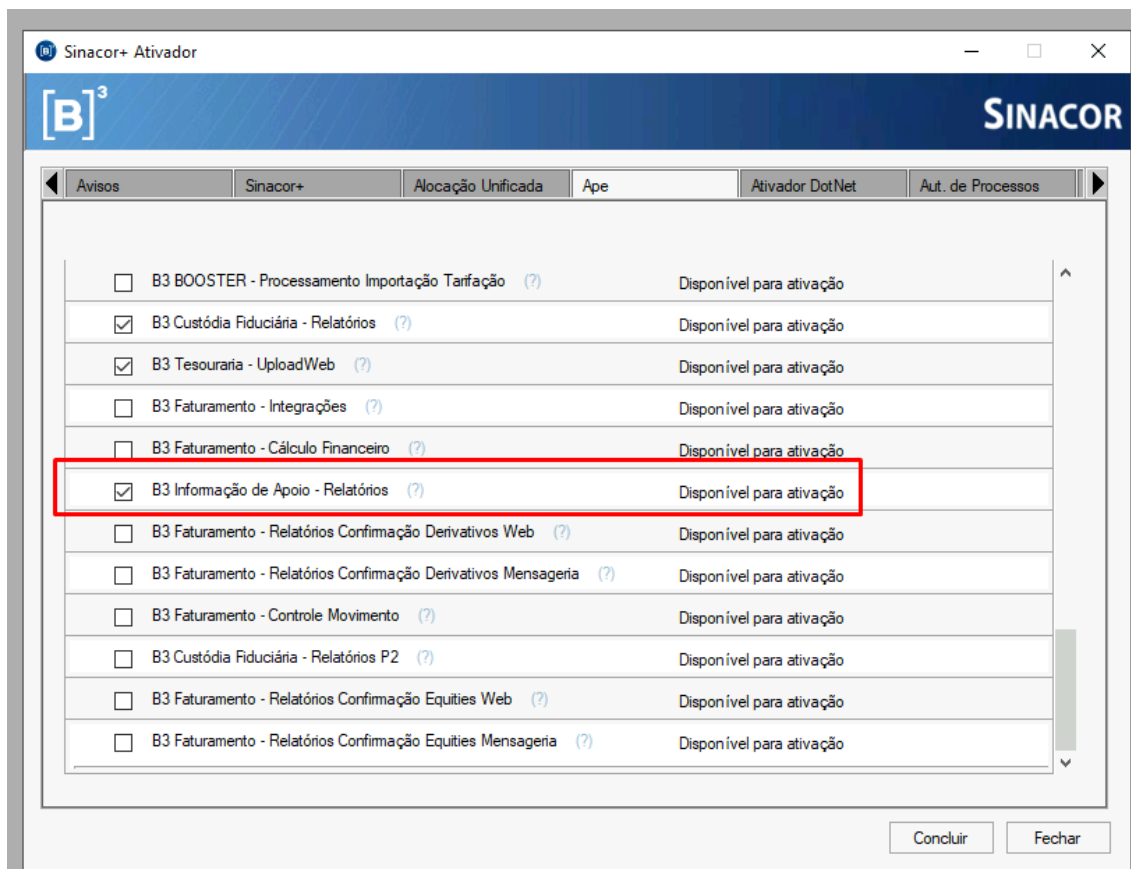 Sinacor+ Ativador
[B]³
SINACOR
Avisos
Sinacor+
Alocação Unificada
Ape
Ativador DotNet
Aut. de Processos
B3 BOOSTER - Processamento Importação Tarifação (?) Disponível para ativação
B3 Custódia Fiduciária - Relatórios (?) Disponível para ativação
B3 Tesouraria - UploadWeb (?) Disponível para ativação
B3 Faturamento - Integrações (?) Disponível para ativação
B3 Faturamento - Cálculo Financeiro (?) Disponível para ativação
B3 Informação de Apoio - Relatórios (?) Disponível para ativação
B3 Faturamento - Relatórios Confirmação Derivativos Web (?) Disponível para ativação
B3 Faturamento - Relatórios Confirmação Derivativos Mensageria (?) Disponível para ativação
B3 Faturamento - Controle Movimento (?) Disponível para ativação
B3 Custódia Fiduciária - Relatórios P2 (?) Disponível para ativação
B3 Faturamento - Relatórios Confirmação Equities Web (?) Disponível para ativação
B3 Faturamento - Relatórios Confirmação Equities Mensageria (?) Disponível para ativação
Concluir
Fechar